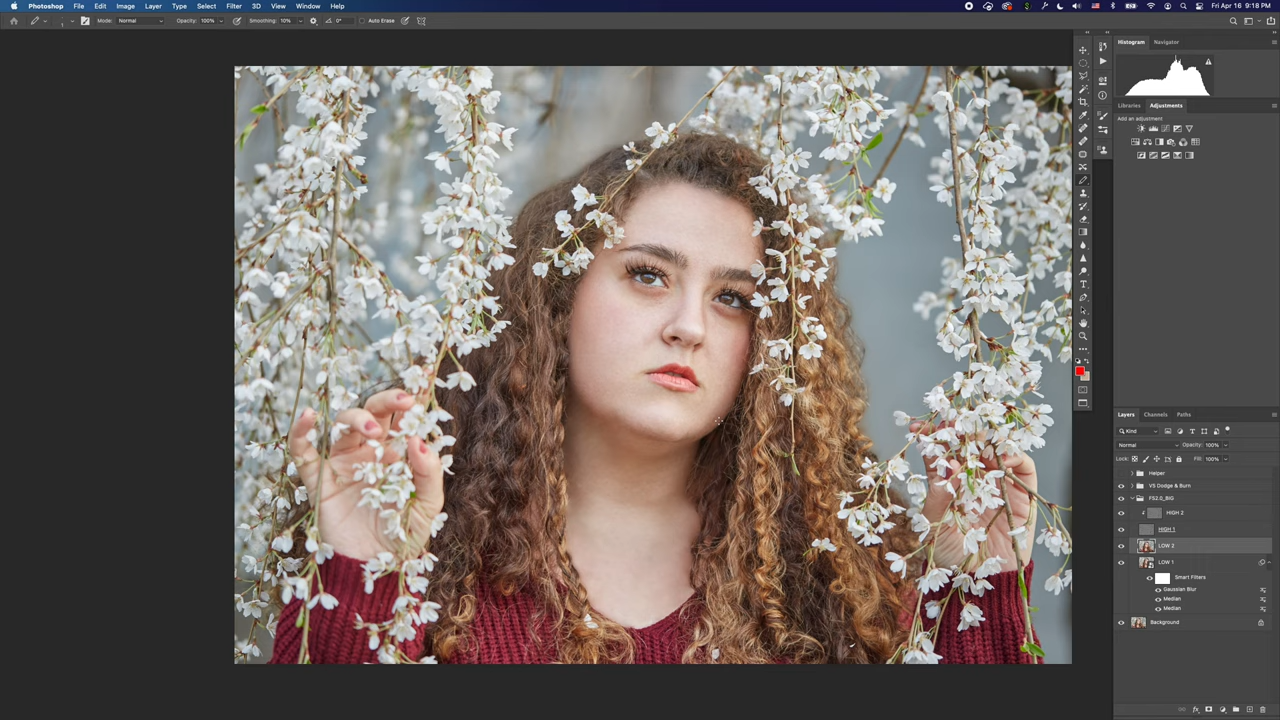 Photoshop File Edit Image Layer Type Select Filter 3D View Window Help Fri Apr 16 9:18 PM
Mode: Normal Opacity: 100% Smoothing: 10% 0° Auto Erase
Histogram Navigator
Libraries Adjustments
Add an adjustment
Layers Channels Paths
Kind
Normal Opacity: 100%
Lock: Fill: 100%
Helper
VS Dodge & Burn
FS2.0_BIG
HIGH 2
HIGH 1
LOW 2
LOW 1
Smart Filters
Gaussian Blur
Median
Median
Background